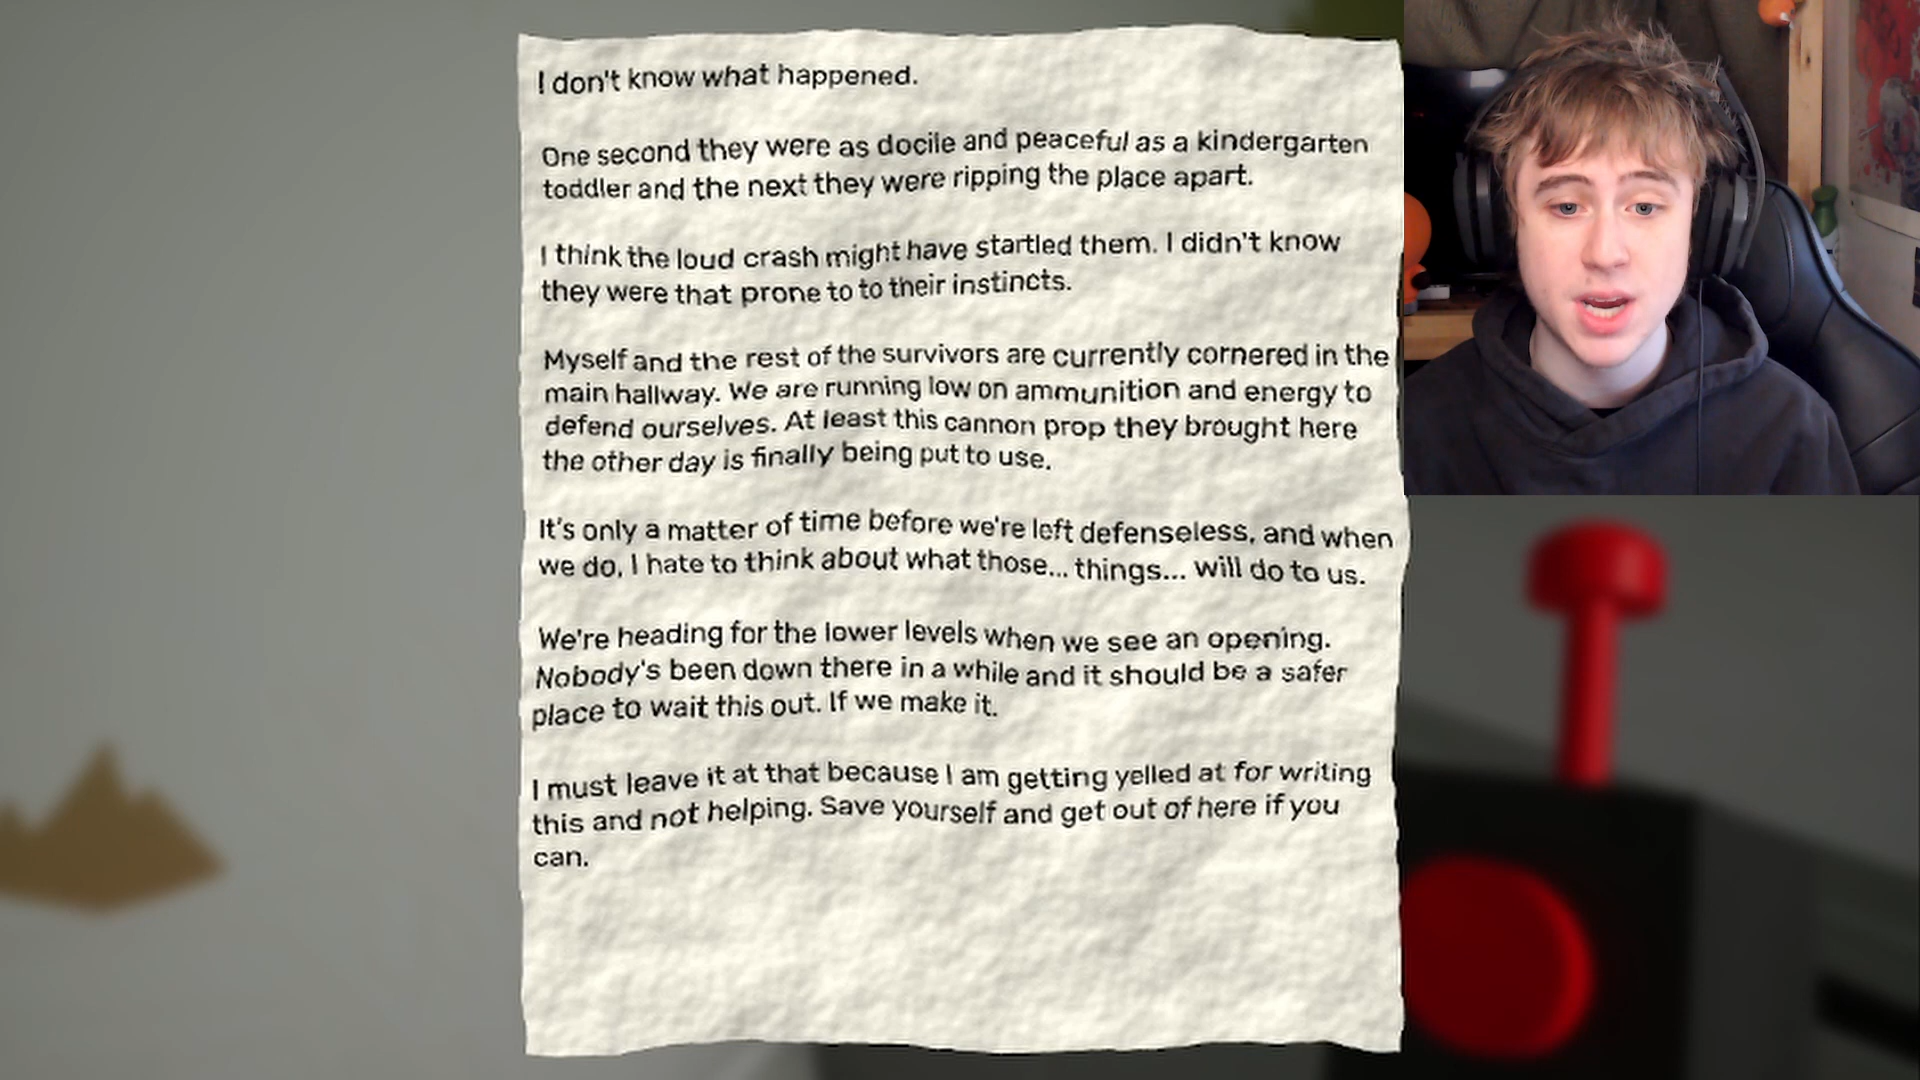 I don't know what happened.
One second they were as docile and peaceful as a kindergarten
toddler and the next they were ripping the place apart.
I think the loud crash might have startled them. I didn't know
they were that prone to to their instincts.
Myself and the rest of the survivors are currently cornered in the
main hallway. We are running low on ammunition and energy to
defend ourselves. At least this cannon prop they brought here
the other day is finally being put to use.
It's only a matter of time before we're left defenseless, and when
we do, I hate to think about what those... things... will do to us.
We're heading for the lower levels when we see an opening.
Nobody's been down there in a while and it should be a safer
place to wait this out. If we make it.
I must leave it at that because I am getting yelled at for writing
this and not helping. Save yourself and get out of here if you
can.